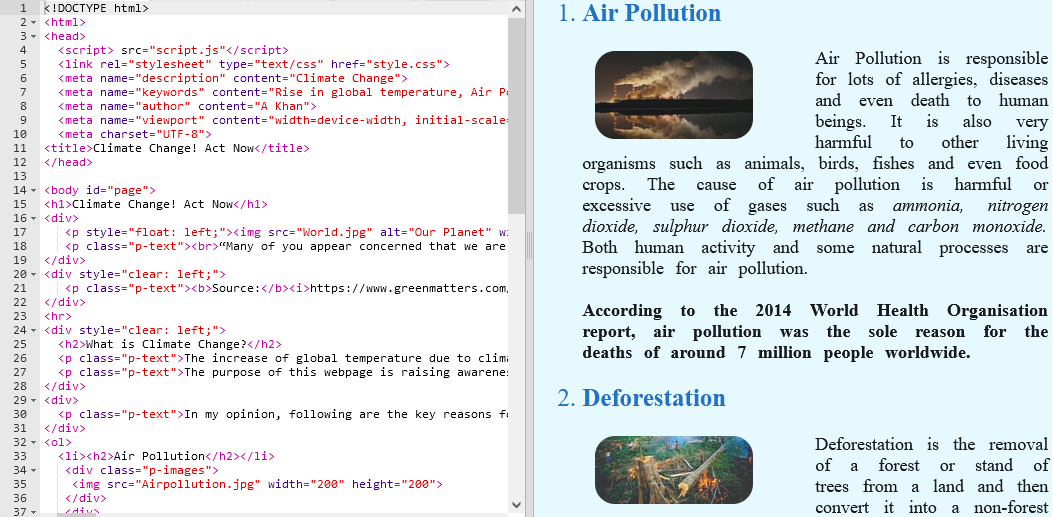 1 <!DOCTYPE html>
2 <html>
3 <head>
4 <script> src="script.js"</script>
5 <link rel="stylesheet" type="text/css" href="style.css">
6 <meta name="description" content="Climate Change">
7 <meta name="keywords" content="Rise in global temperature, Air P
8 <meta name="author" content="A Khan">
9 <meta name="viewport" content="width=device-width, initial-scale=
10 <meta charset="UTF-8">
11 <title>Climate Change! Act Now</title>
12 </head>
13
14 <body id="page">
15 <h1>Climate Change! Act Now</h1>
16 <div>
17 <p style="float: left;"><img src="World.jpg" alt="Our Planet" wi
18 <p class="p-text"><br>“Many of you appear concerned that we are
19 </div>
20 <div style="clear: left;">
21 <p class="p-text"><b>Source:</b><i>https://www.greenmatters.com/
22 </div>
23 <hr>
24 <div style="clear: left;">
25 <h2>What is Climate Change?</h2>
26 <p class="p-text">The increase of global temperature due to clima
27 <p class="p-text">The purpose of this webpage is raising awarenes
28 </div>
29 <div>
30 <p class="p-text">In my opinion, following are the key reasons fo
31 </div>
32 <ol>
33 <li><h2>Air Pollution</h2></li>
34 <div class="p-images">
35 <img src="Airpollution.jpg" width="200" height="200">
36 </div>
37 <div>
1. Air Pollution
Air Pollution is responsible
for lots of allergies, diseases
and even death to human
beings. It is also very
harmful to other living
organisms such as animals, birds, fishes and even food
crops. The cause of air pollution is harmful or
excessive use of gases such as ammonia, nitrogen
dioxide, sulphur dioxide, methane and carbon monoxide.
Both human activity and some natural processes are
responsible for air pollution.
According to the 2014 World Health Organisation
report, air pollution was the sole reason for the
deaths of around 7 million people worldwide.
2. Deforestation
Deforestation is the removal
of a forest or stand of
trees from a land and then
convert it into a non-forest